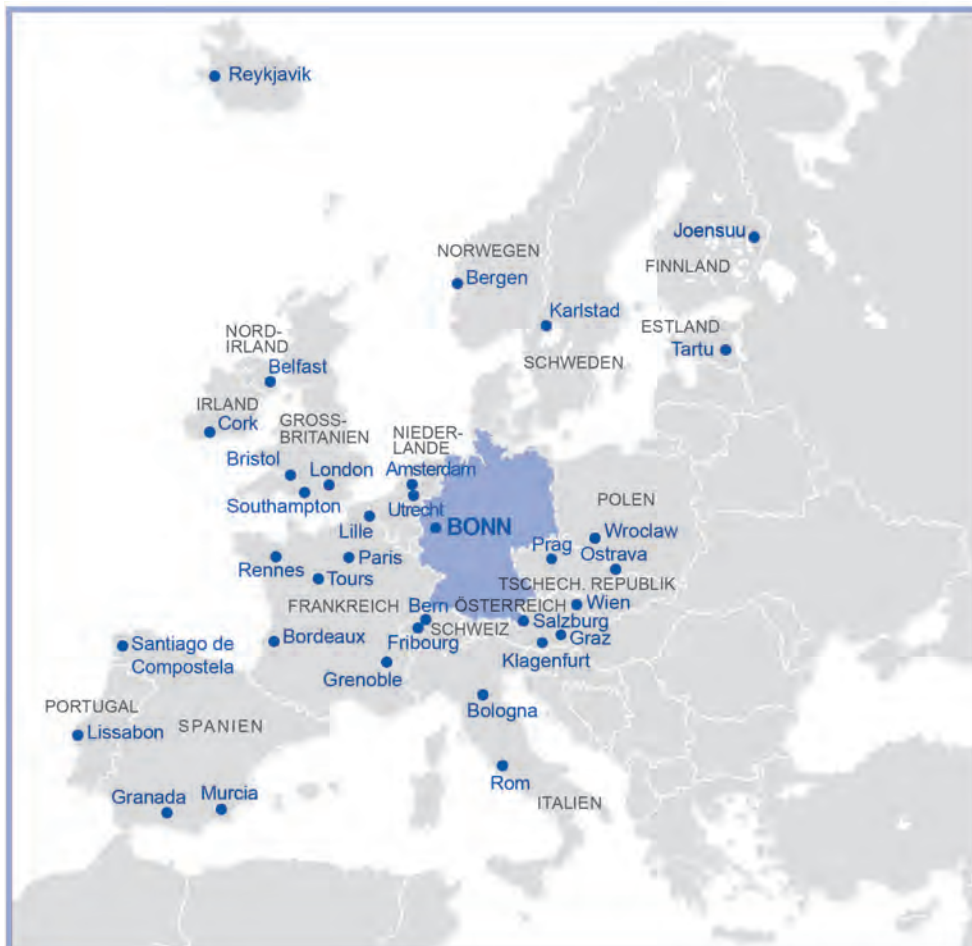 Reykjavik
Joensuu
NORWEGEN
FINNLAND
Bergen
Karlstad
ESTLAND
NORD-
IRLAND
Tartu
SCHWEDEN
Belfast
IRLAND
Cork
GROSS-
BRITANIEN
NIEDER-
LANDE
Bristol
London
Amsterdam
Southampton
Utrecht
POLEN
Lille
BONN
Wroclaw
Prag
Ostrava
Rennes
Paris
Tours
TSCHECH. REPUBLIK
FRANKREICH
Bern
ÖSTERREICH
Wien
Salzburg
SCHWEIZ
Bordeaux
Fribourg
Graz
Santiago de
Compostela
Klagenfurt
Grenoble
PORTUGAL
Bologna
SPANIEN
Lissabon
Rom
Granada
Murcia
ITALIEN